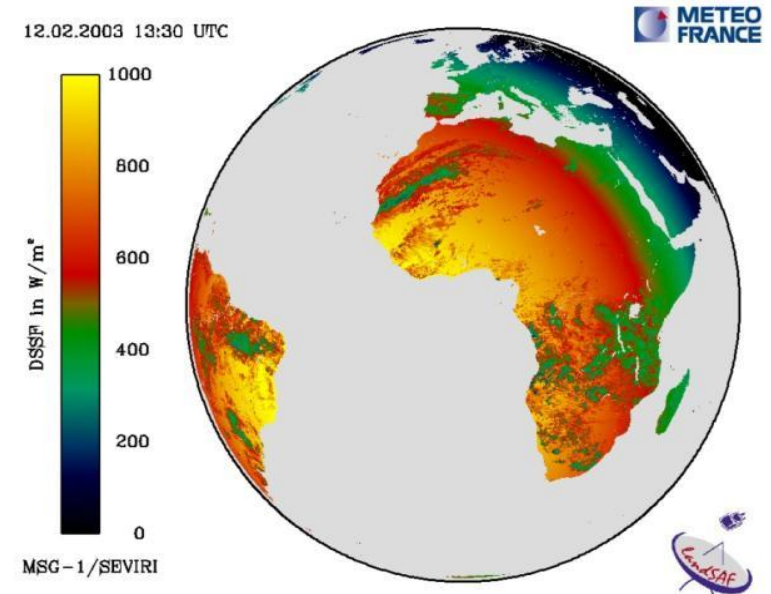 12.02.2003 13:30 UTC
METEO
FRANCE
1000
800
600
400
200
0
DSSF in W/m²
MSG-1/SEVIRI
LandSAF